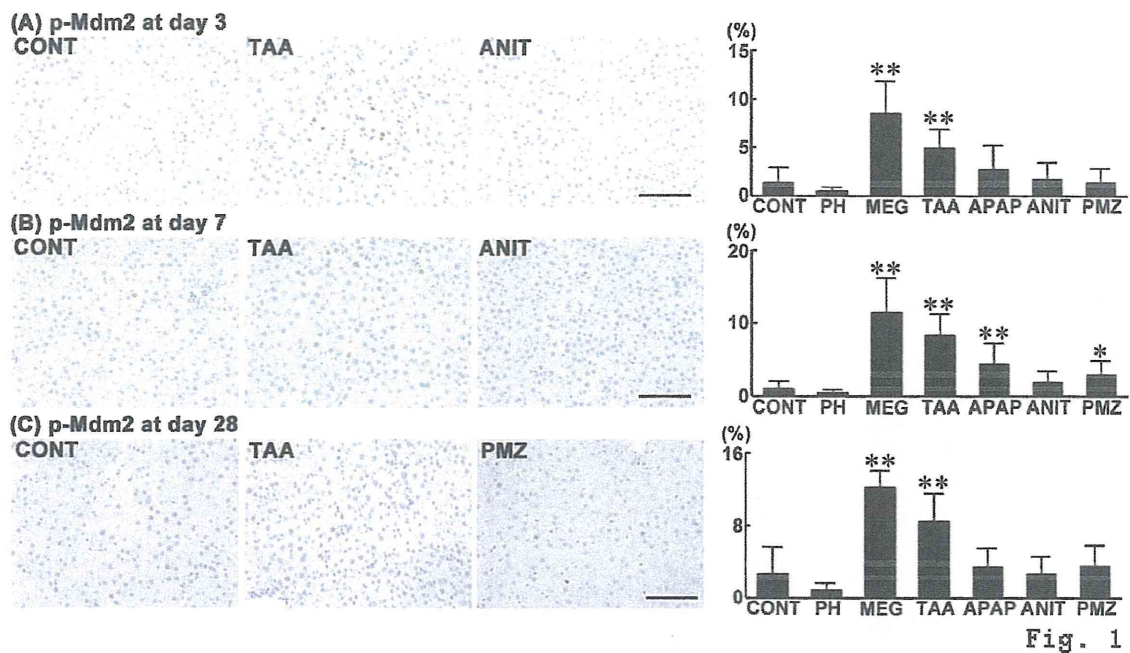 (A) p-Mdm2 at day 3
CONT
TAA
ANIT
(%)
15
10
5
0
**
**
CONT PH MEG TAA APAP ANIT PMZ
(B) p-Mdm2 at day 7
CONT
TAA
ANIT
(%)
20
10
0
**
**
**
*
CONT PH MEG TAA APAP ANIT PMZ
(C) p-Mdm2 at day 28
CONT
TAA
PMZ
(%)
16
8
0
**
**
CONT PH MEG TAA APAP ANIT PMZ
Fig. 1